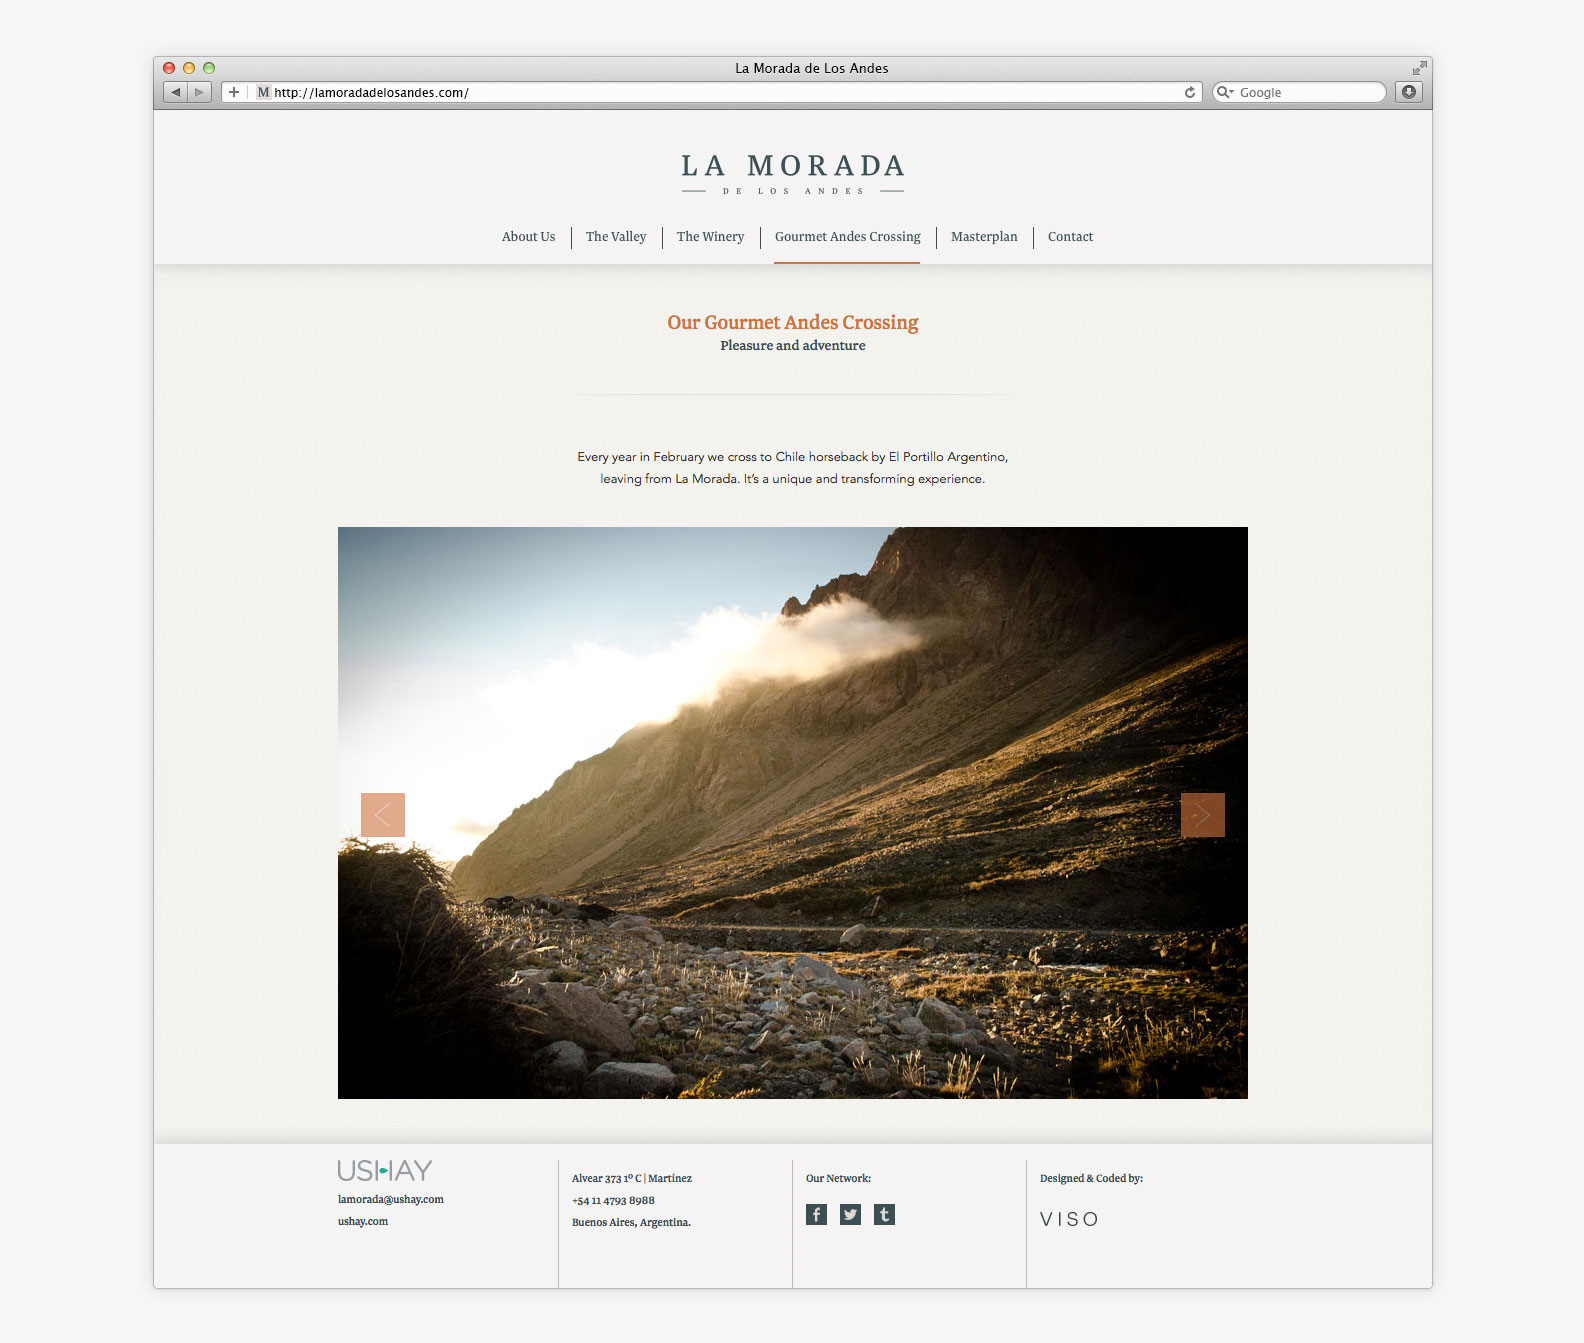 La Morada de Los Andes
M http://lamoradadelosandes.com/
Google
LA MORADA
DE LOS ANDES
About Us
The Valley
The Winery
Gourmet Andes Crossing
Masterplan
Contact
Our Gourmet Andes Crossing
Pleasure and adventure
Every year in February we cross to Chile horseback by El Portillo Argentino,
leaving from La Morada. It's a unique and transforming experience.
USHAY
lamorada@ushay.com
ushay.com
Alvear 373 1º C | Martínez
+54 11 4793 8988
Buenos Aires, Argentina.
Our Network:
Designed & Coded by:
VISO